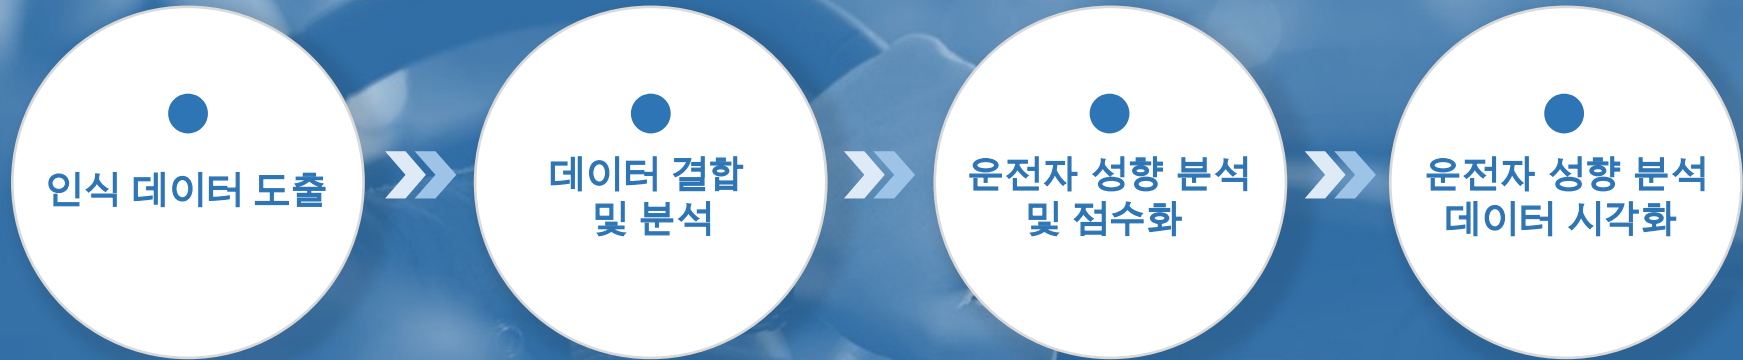 인식 데이터 도출
데이터 결합
및 분석
운전자 성향 분석
및 점수화
운전자 성향 분석
데이터 시각화